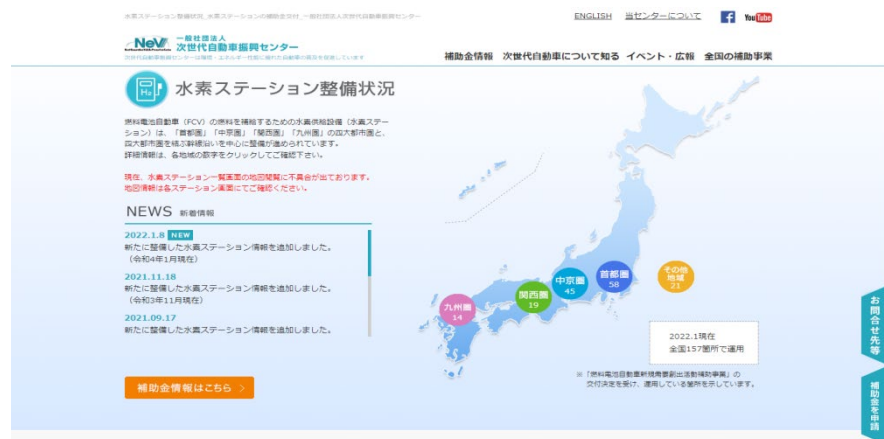 水素ステーション整備状況_水素ステーションの補助金交付_一般社団法人次世代自動車振興センター
ENGLISH 当センターについて
You Tube
NeV 一般社団法人
次世代自動車振興センター
補助金情報 次世代自動車について知る イベント・広報 全国の補助事業
水素ステーション整備状況
燃料電池自動車(FCV)の燃料を補給するための水素供給設備(水素ステー
ション)は、「首都圏」「中京圏」「関西圏」「九州圏」の四大都市圏と、
四大都市圏を結ぶ幹線沿いを中心に整備が進められています。
詳細情報は、各地域の数字をクリックしてご確認下さい。
現在、水素ステーション一覧画面の地図閲覧に不具合が出ております。
地図情報は各ステーション画面にてご確認ください。
NEWS 新着情報
2022.1.8 NEW
新たに整備した水素ステーション情報を追加しました。
(令和4年1月現在)
2021.11.18
新たに整備した水素ステーション情報を追加しました。
(令和3年11月現在)
2021.09.17
新たに整備した水素ステーション情報を追加しました。
補助金情報はこちら >
九州圏
14
関西圏
19
中京圏
45
首都圏
58
その他
地域
21
2022.1現在
全国157箇所で運用
※「燃料電池自動車新規需要創出活動補助事業」の
交付決定を受け、運用している箇所を示しています。
お問合せ先等
補助金を申請